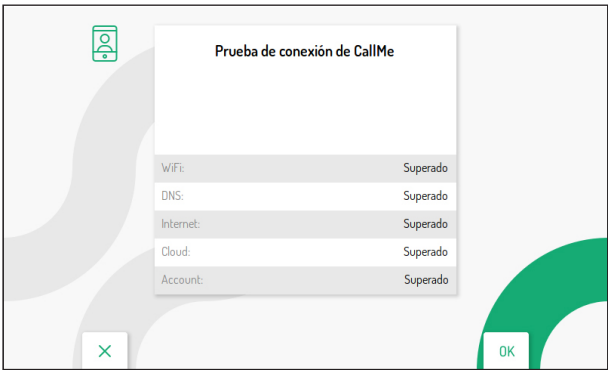 Prueba de conexión de CallMe
WiFi: Superado
DNS: Superado
Internet: Superado
Cloud: Superado
Account: Superado
OK